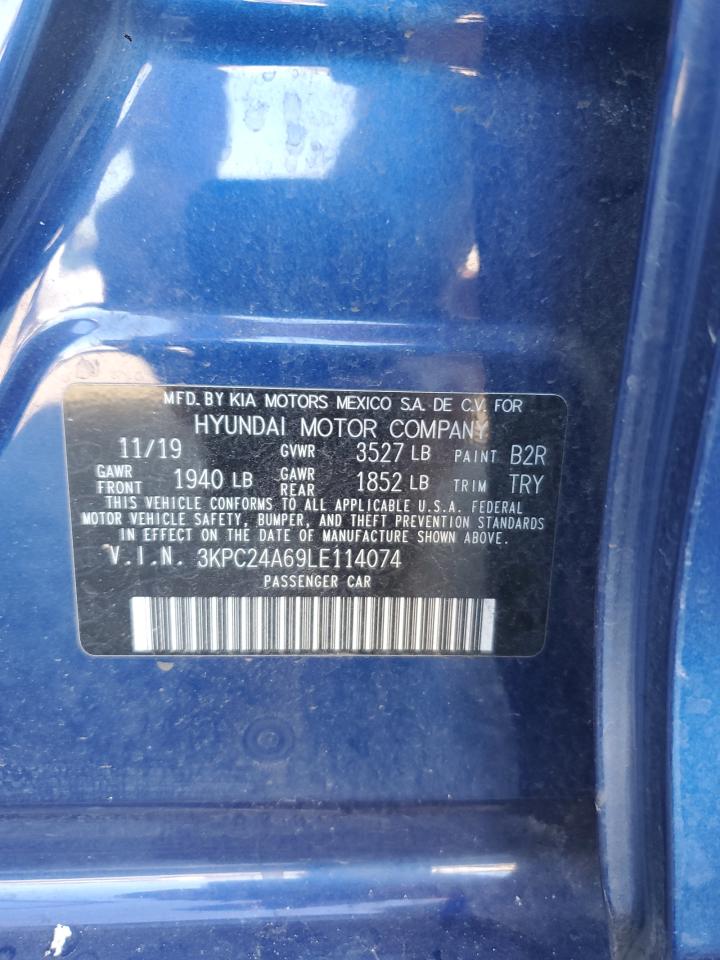 MFD. BY KIA MOTORS MEXICO S.A. DE C.V. FOR
HYUNDAI MOTOR COMPANY
11/19 GVWR 3527 LB PAINT B2R
GAWR FRONT 1940 LB GAWR REAR 1852 LB TRIM TRY
THIS VEHICLE CONFORMS TO ALL APPLICABLE U.S.A. FEDERAL
MOTOR VEHICLE SAFETY, BUMPER, AND THEFT PREVENTION STANDARDS
IN EFFECT ON THE DATE OF MANUFACTURE SHOWN ABOVE.
V.I.N. 3KPC24A69LE114074
PASSENGER CAR